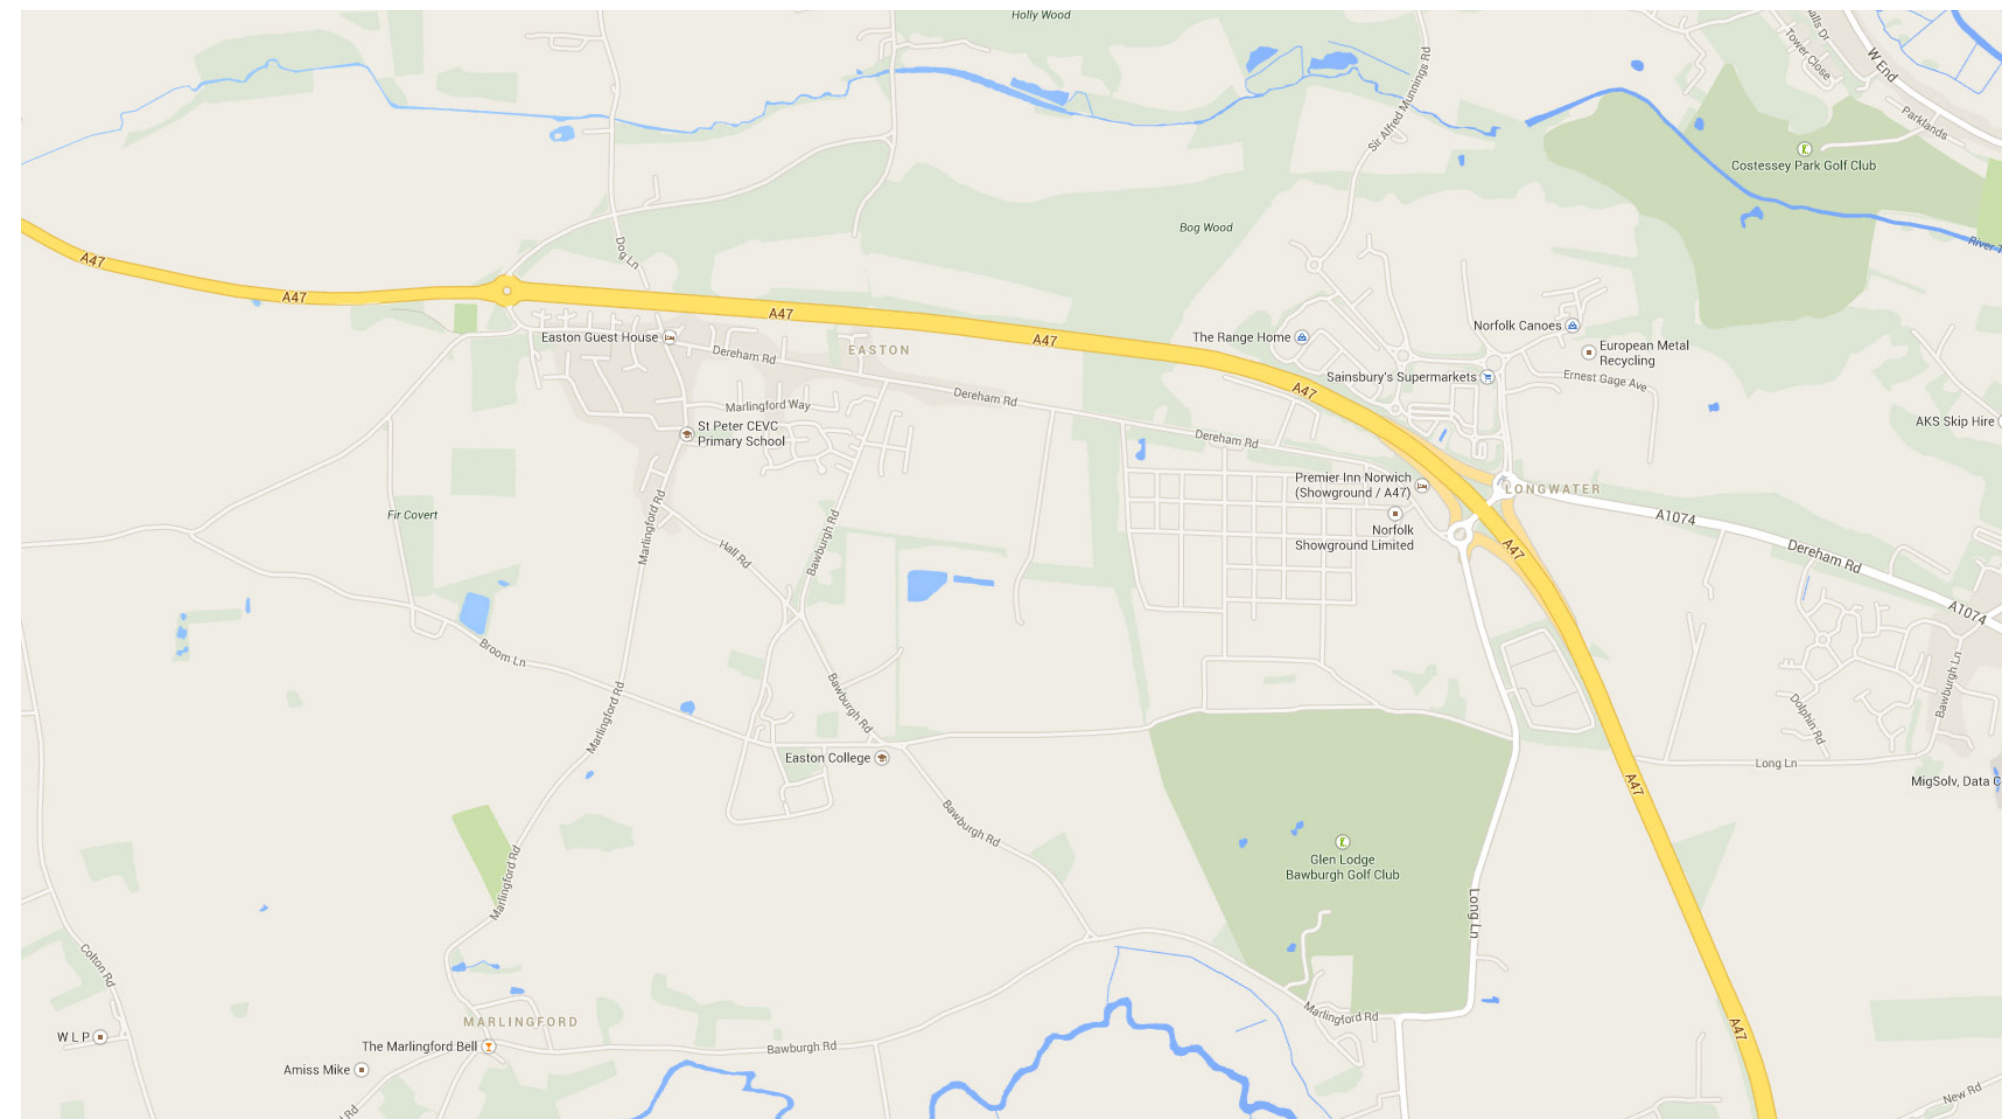 Holly Wood
alls Dr
Tower Close
W End
Parklands
Sir Alfred Munnings Rd
Costessey Park Golf Club
Bog Wood
River T
Dog Ln
A47
A47
A47
A47
A47
Easton Guest House
Dereham Rd
EASTON
The Range Home
Norfolk Canoes
European Metal
Recycling
Sainsbury's Supermarkets
Ernest Gage Ave
Dereham Rd
Marlingford Way
St Peter CEVC
Primary School
AKS Skip Hire
Dereham Rd
Premier Inn Norwich
(Showground / A47)
LONGWATER
Fir Covert
Marlingford Rd
Bawburgh Rd
Hall Rd
Norfolk
Showground Limited
A1074
A47
Dereham Rd
A1074
Broom Ln
Marlingford Rd
Bawburgh Rd
Bawburgh Ln
Dolphin Rd
Easton College
Long Ln
MigSolv, Data C
A47
Bawburgh Rd
Marlingford Rd
Glen Lodge
Bawburgh Golf Club
Long Ln
Colton Rd
Marlingford Rd
MARLINGFORD
W L P
The Marlingford Bell
Bawburgh Rd
A47
Amiss Mike
Rd
New Rd